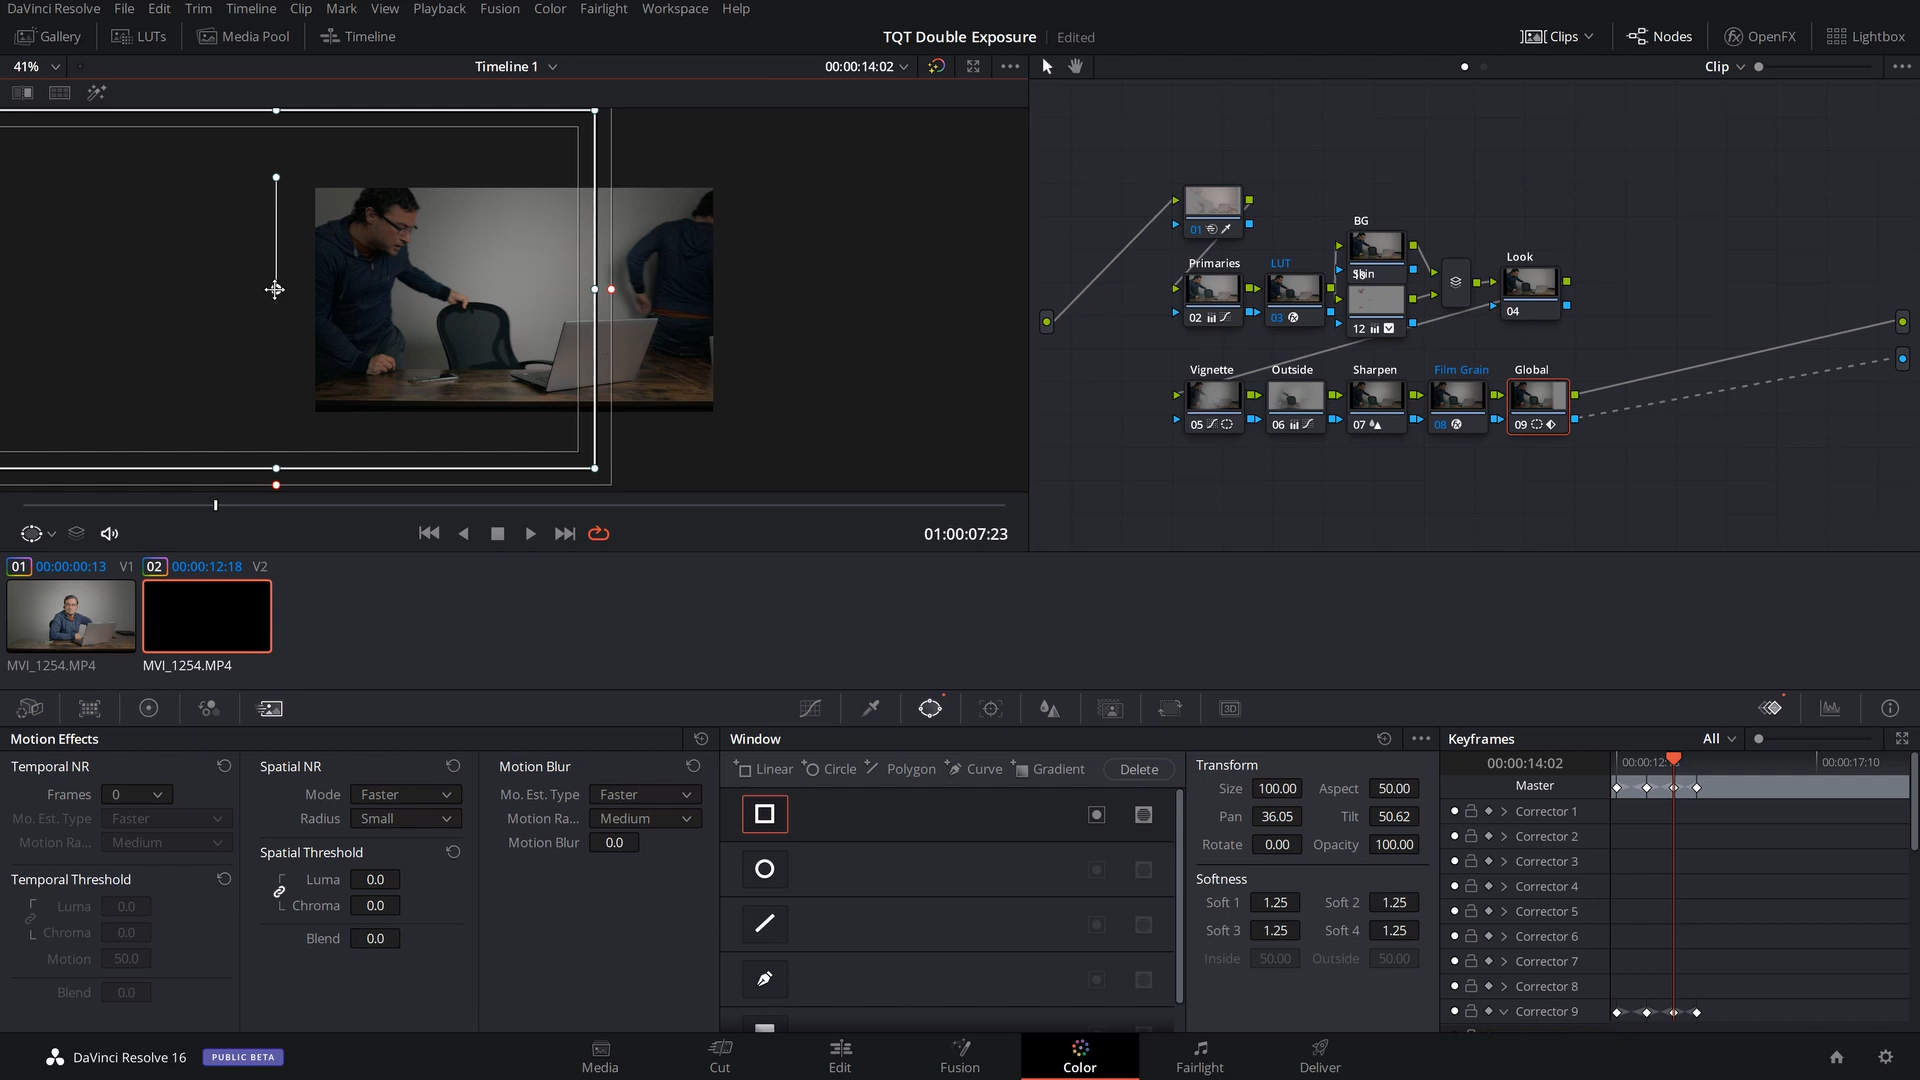 DaVinci Resolve File Edit Trim Timeline Clip Mark View Playback Fusion Color Fairlight Workspace Help
Gallery LUTs Media Pool Timeline TQT Double Exposure Edited Clips Nodes OpenFX Lightbox
41% Timeline 1 00:00:14:02 Clip
BG
Look
Primaries LUT
01
Skin
02 03 12 04
Vignette Outside Sharpen Film Grain Global
05 06 07 08 09
01:00:07:23
01 00:00:00:13 V1 02 00:00:12:18 V2
MVI_1254.MP4 MVI_1254.MP4
3D
Motion Effects Window Keyframes All
Temporal NR Spatial NR Motion Blur
Frames 0 Mode Faster Mo. Est. Type Faster
Mo. Est. Type Faster Radius Small Motion Ra... Medium
Motion Ra... Medium Spatial Threshold Motion Blur 0.0
Temporal Threshold Luma 0.0
Luma 0.0 Chroma 0.0
Chroma 0.0 Blend 0.0
Motion 50.0
Blend 0.0
Linear Circle Polygon Curve Gradient Delete
Transform
Size 100.00 Aspect 50.00
Pan 36.05 Tilt 50.62
Rotate 0.00 Opacity 100.00
Softness
Soft 1 1.25 Soft 2 1.25
Soft 3 1.25 Soft 4 1.25
Inside 50.00 Outside 50.00
00:00:14:02 00:00:17:10
Master
Corrector 1
Corrector 2
Corrector 3
Corrector 4
Corrector 5
Corrector 6
Corrector 7
Corrector 8
Corrector 9
DaVinci Resolve 16 PUBLIC BETA Media Cut Edit Fusion Color Fairlight Deliver